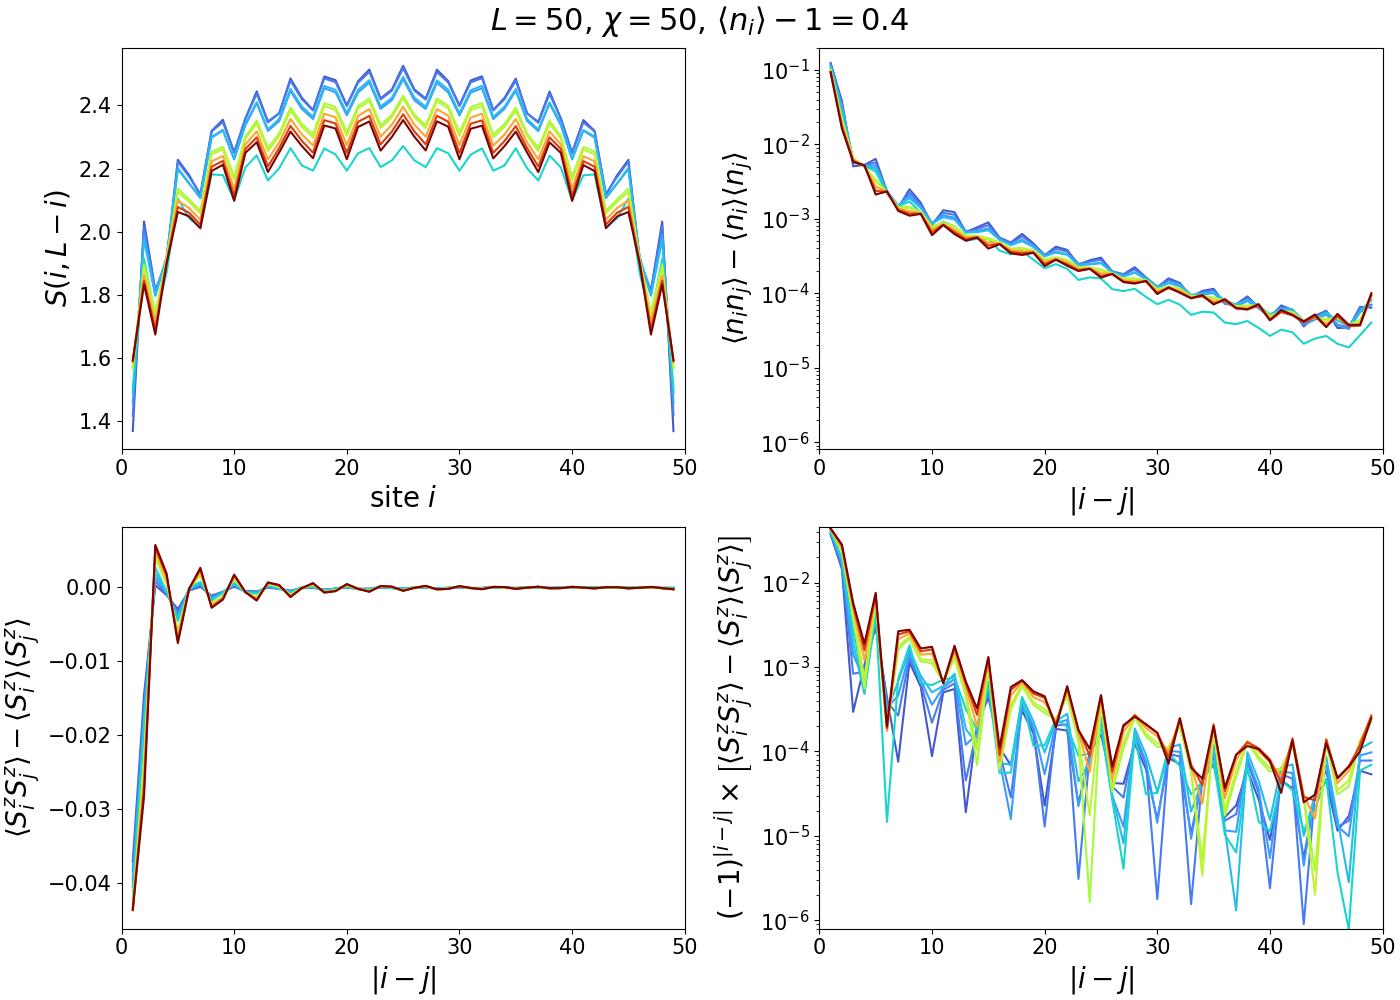 L = 50, χ = 50, ⟨n_i⟩ − 1 = 0.4
S(i, L − i)
2.4
2.2
2.0
1.8
1.6
1.4
0 10 20 30 40 50
site i
⟨n_i n_j⟩ − ⟨n_i⟩⟨n_j⟩
10⁻¹
10⁻²
10⁻³
10⁻⁴
10⁻⁵
10⁻⁶
0 10 20 30 40 50
|i − j|
⟨S_i^z S_j^z⟩ − ⟨S_i^z⟩⟨S_j^z⟩
0.00
−0.01
−0.02
−0.03
−0.04
0 10 20 30 40 50
|i − j|
(−1)^{|i−j|} × [⟨S_i^z S_j^z⟩ − ⟨S_i^z⟩⟨S_j^z⟩]
10⁻²
10⁻³
10⁻⁴
10⁻⁵
10⁻⁶
0 10 20 30 40 50
|i − j|